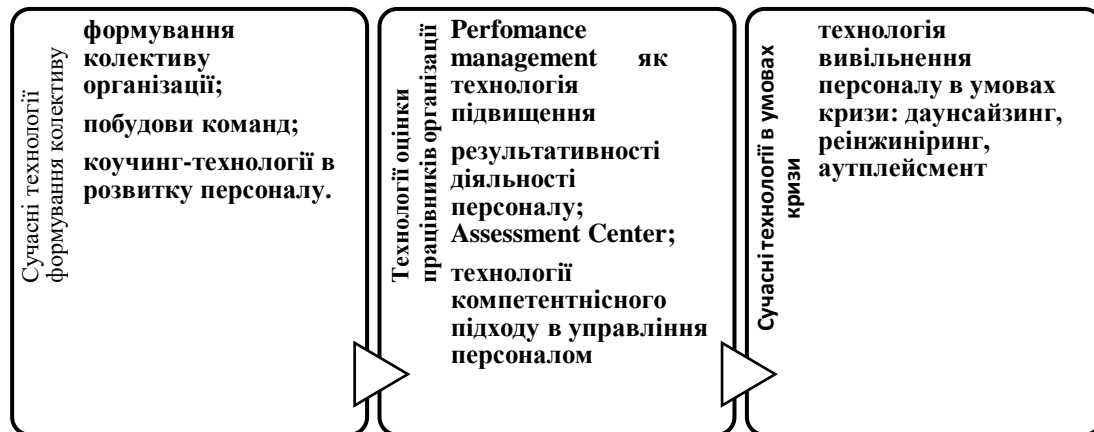 Сучасні технології
формування колективу
формування
колективу
організації;
побудови команд;
коучинг-технології в
розвитку персоналу.
Технології оцінки
працівників організації
Perfomance
management як
технологія
підвищення
результативності
діяльності
персоналу;
Assessment Center;
технології
компетентнісного
підходу в управління
персоналом
Сучасні технології в умовах
кризи
технологія
вивільнення
персоналу в умовах
кризи: даунсайзинг,
реінжиніринг,
аутплейсмент